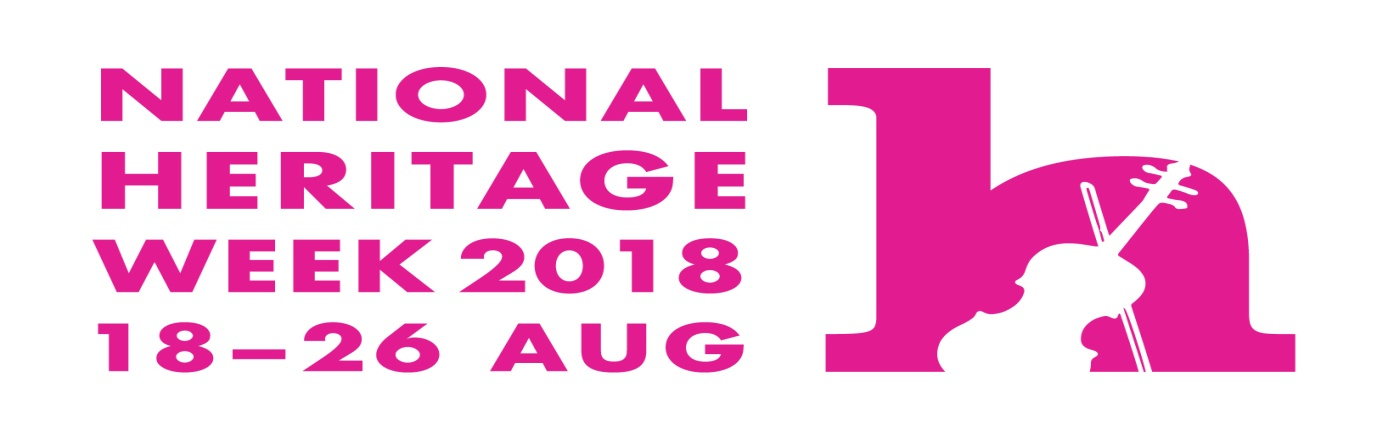 NATIONAL
HERITAGE
WEEK 2018
18–26 AUG
h